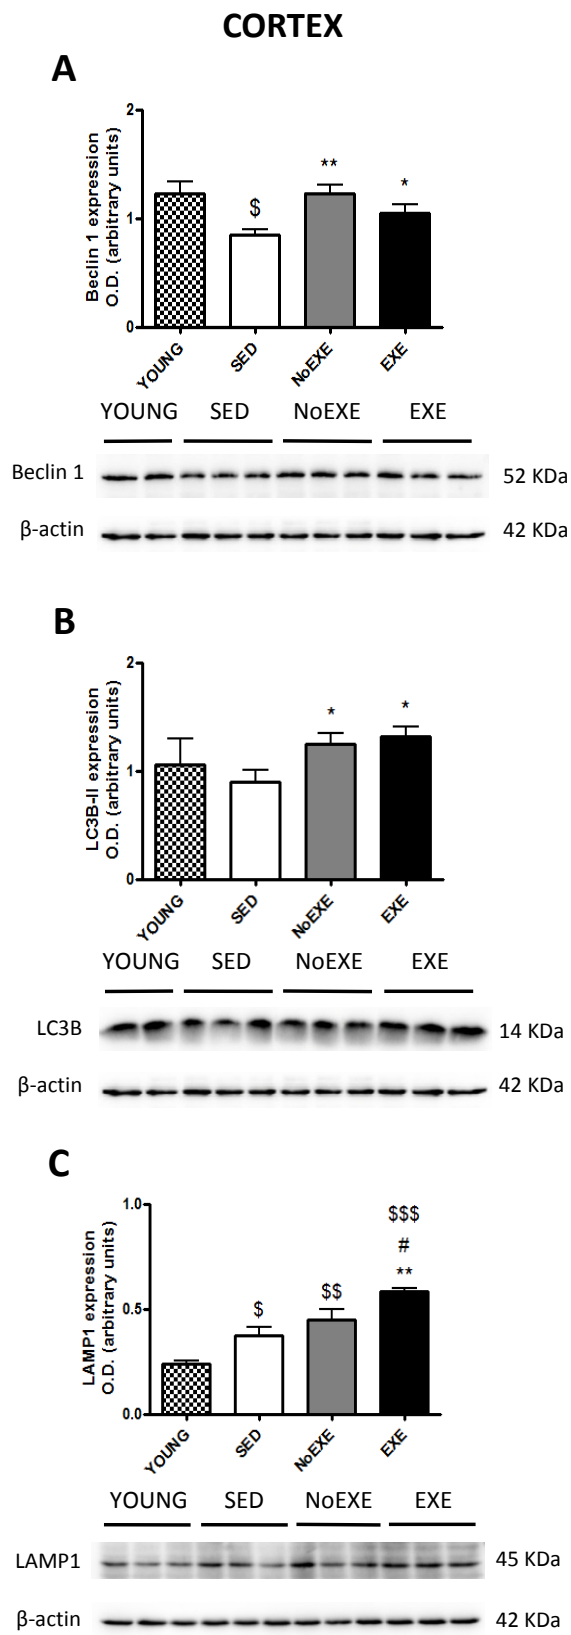 CORTEX
A
Beclin 1 expression
O.D. (arbitrary units)
2
1
0
$
**
*
YOUNG
SED
NoEXE
EXE
YOUNG SED NoEXE EXE
Beclin 1 52 KDa
β-actin 42 KDa
B
LC3B-II expression
O.D. (arbitrary units)
2
1
0
*
*
YOUNG
SED
NoEXE
EXE
YOUNG SED NoEXE EXE
LC3B 14 KDa
β-actin 42 KDa
C
LAMP1 expression
O.D. (arbitrary units)
1.0
0.5
0.0
$
$$
$$$
#
**
YOUNG
SED
NoEXE
EXE
YOUNG SED NoEXE EXE
LAMP1 45 KDa
β-actin 42 KDa